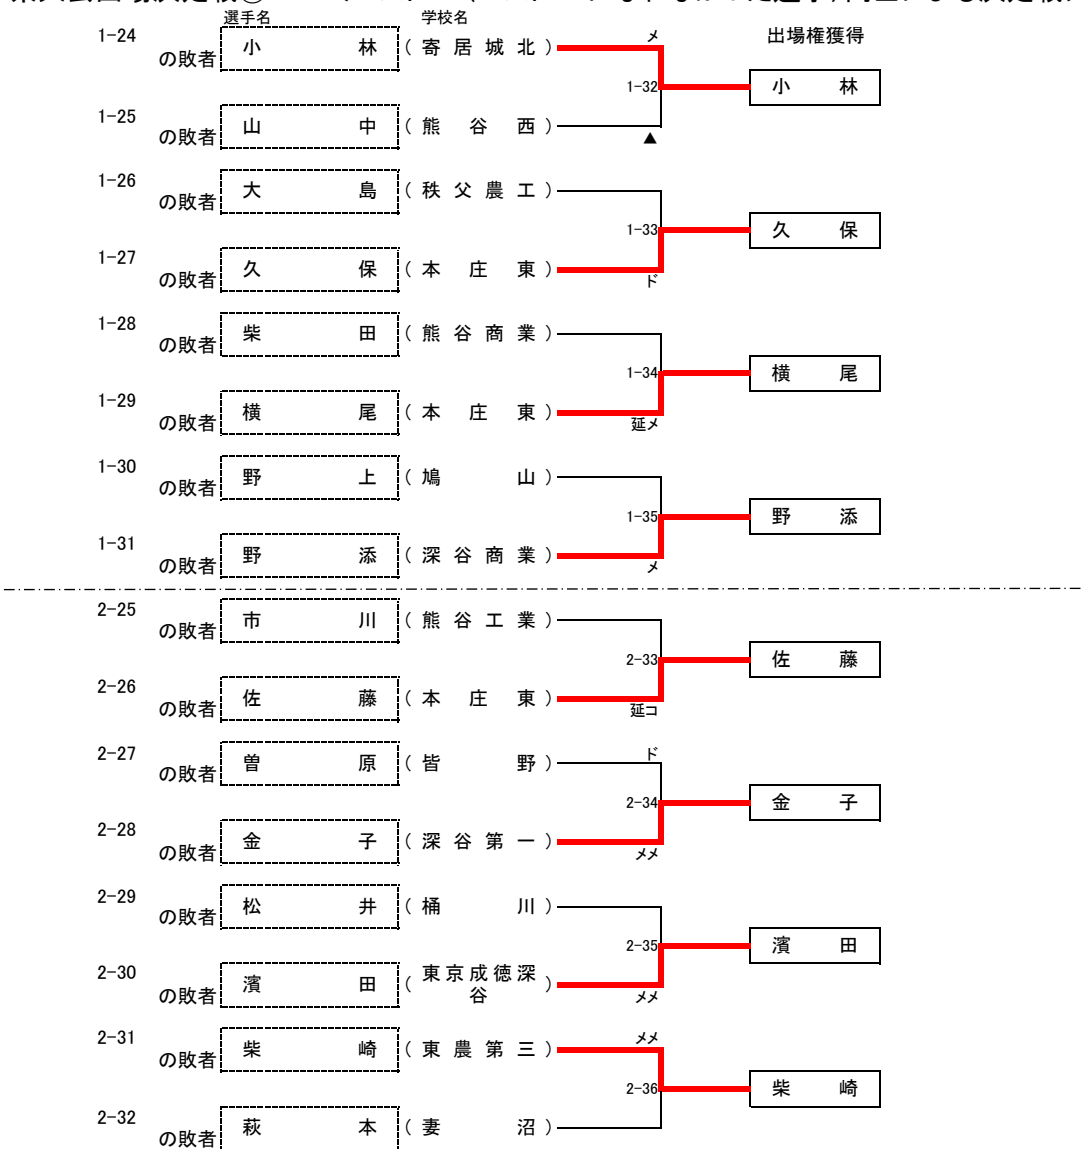 選手名 学校名
出場権獲得
1-24 の敗者 小 林 (寄居城北) メ
1-32 小 林
1-25 の敗者 山 中 (熊谷西) ▲
1-26 の敗者 大 島 (秩父農工)
1-33 久 保
1-27 の敗者 久 保 (本庄東) ド
1-28 の敗者 柴 田 (熊谷商業)
1-34 横 尾
1-29 の敗者 横 尾 (本庄東) 延メ
1-30 の敗者 野 上 (鳩山)
1-35 野 添
1-31 の敗者 野 添 (深谷商業) メ
2-25 の敗者 市 川 (熊谷工業)
2-33 佐 藤
2-26 の敗者 佐 藤 (本庄東) 延コ
2-27 の敗者 曽 原 (皆野) ド
2-34 金 子
2-28 の敗者 金 子 (深谷第一) メメ
2-29 の敗者 松 井 (桶川)
2-35 濱 田
2-30 の敗者 濱 田 (東京成徳深谷) メメ
2-31 の敗者 柴 崎 (東農第三) メメ
2-36 柴 崎
2-32 の敗者 萩 本 (妻沼)